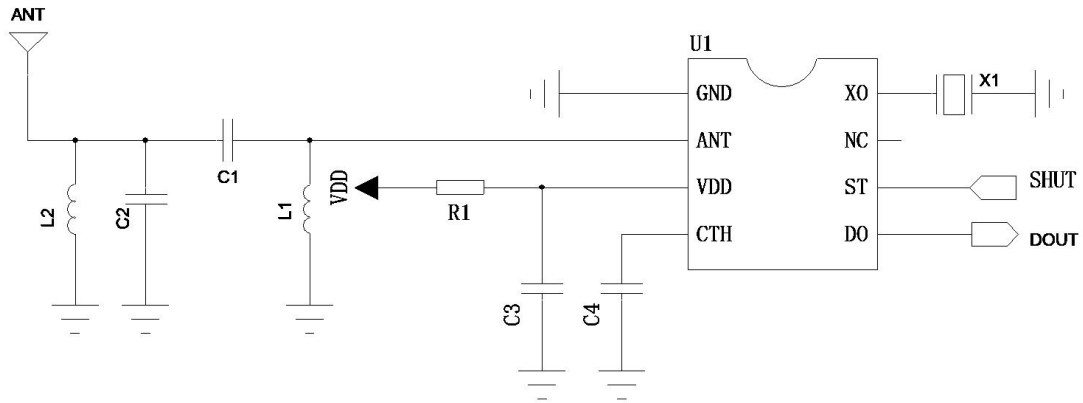 ANT
U1
GND
XO
X1
ANT
NC
C1
VDD
VDD
ST
SHUT
L2
C2
L1
R1
CTH
DO
DOUT
C3
C4